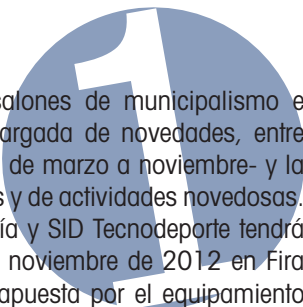 salones de municipalismo e
argada de novedades, entre
de marzo a noviembre- y la
s y de actividades novedosas.
ía y SID Tecnodeporte tendrá
noviembre de 2012 en Fira
apuesta por el equipamiento